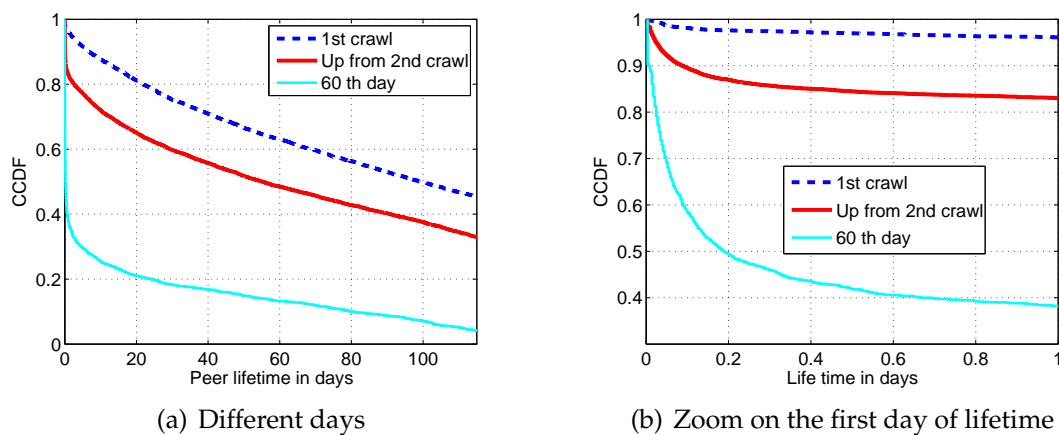 1
0.8
0.6
0.4
0.2
0
CCDF
0 20 40 60 80 100
Peer lifetime in days
1st crawl
Up from 2nd crawl
60 th day
(a) Different days
1
0.9
0.8
0.7
0.6
0.5
0.4
CCDF
0 0.2 0.4 0.6 0.8 1
Life time in days
1st crawl
Up from 2nd crawl
60 th day
(b) Zoom on the first day of lifetime